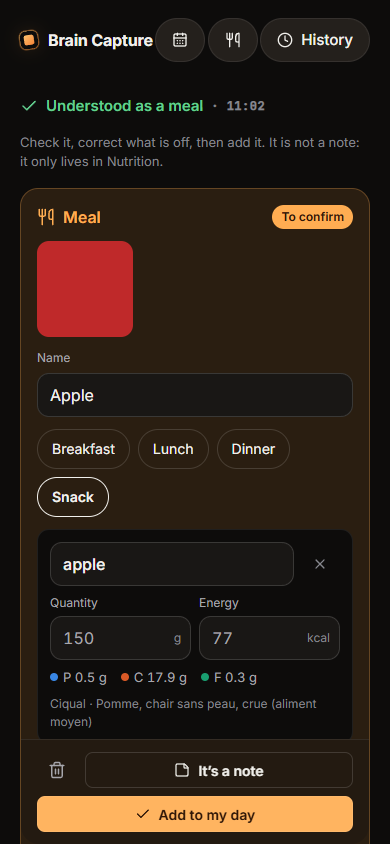 Brain Capture
History
Understood as a meal · 11:02
Check it, correct what is off, then add it. It is not a note:
it only lives in Nutrition.
Meal
To confirm
Name
Apple
Breakfast
Lunch
Dinner
Snack
apple
Quantity
Energy
150 g
77 kcal
P 0.5 g
C 17.9 g
F 0.3 g
Ciqual · Pomme, chair sans peau, crue (aliment
moyen)
It's a note
Add to my day